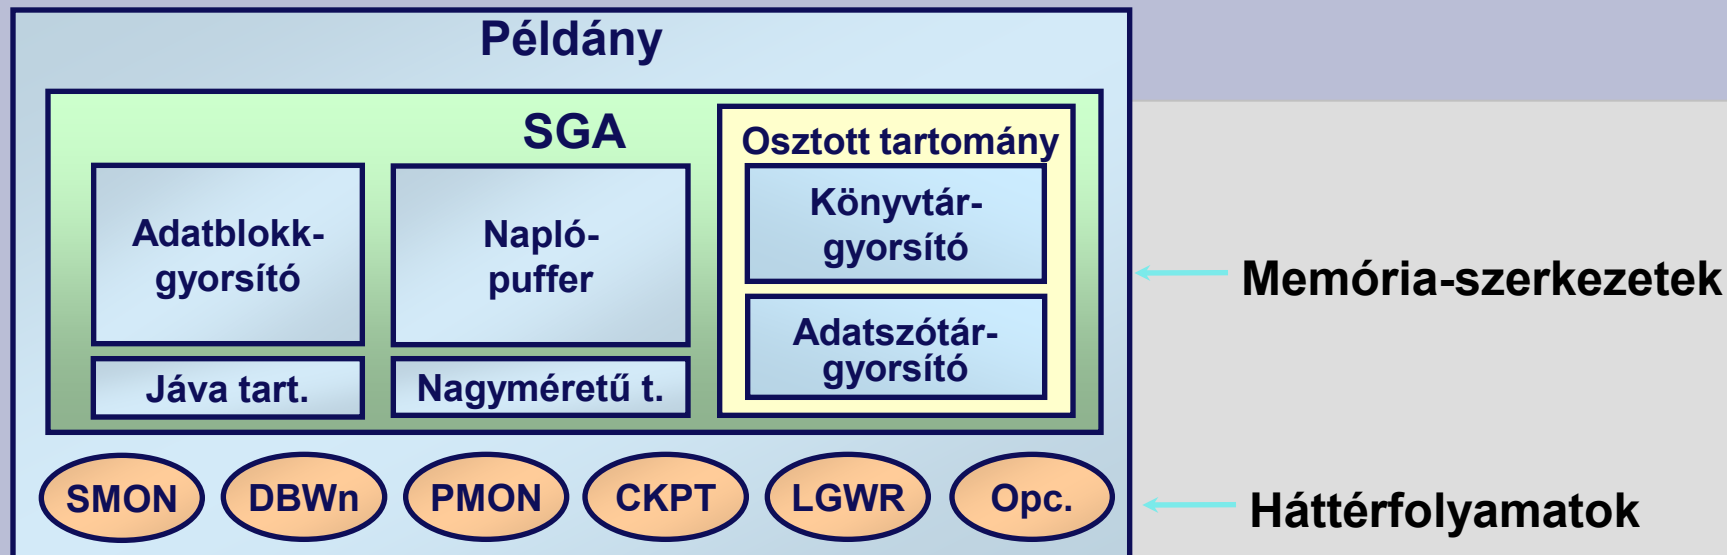 Példány
SGA
Osztott tartomány
Adatblokk-
gyorsító
Napló-
puffer
Könyvtár-
gyorsító
Adatszótár-
gyorsító
Jáva tart.
Nagyméretű t.
Memória-szerkezetek
SMON
DBWn
PMON
CKPT
LGWR
Opc.
Háttérfolyamatok